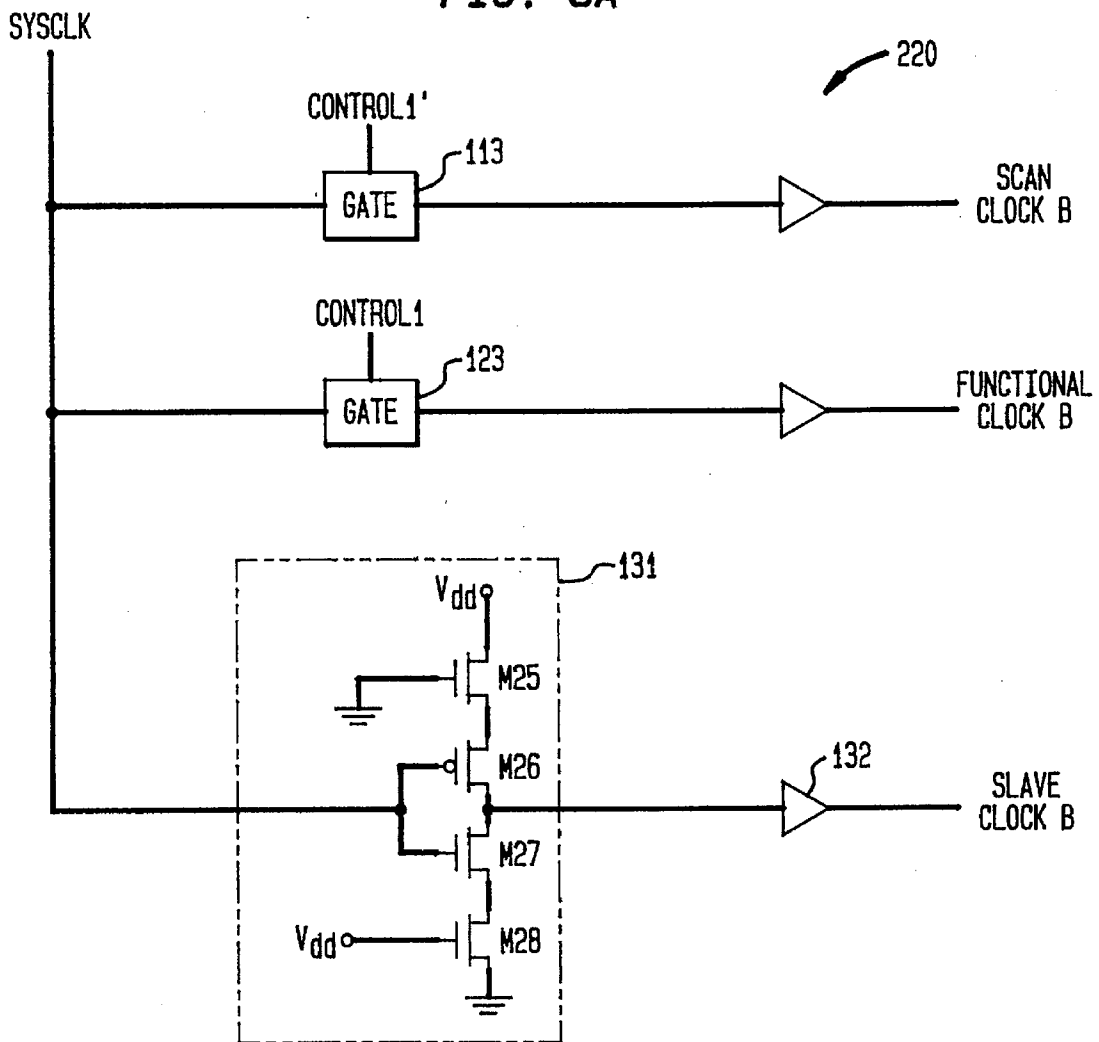 SYSCLK
220
CONTROL1'
113
GATE
SCAN
CLOCK B
CONTROL1
123
GATE
FUNCTIONAL
CLOCK B
131
Vdd
M25
M26
132
SLAVE
CLOCK B
M27
Vdd
M28